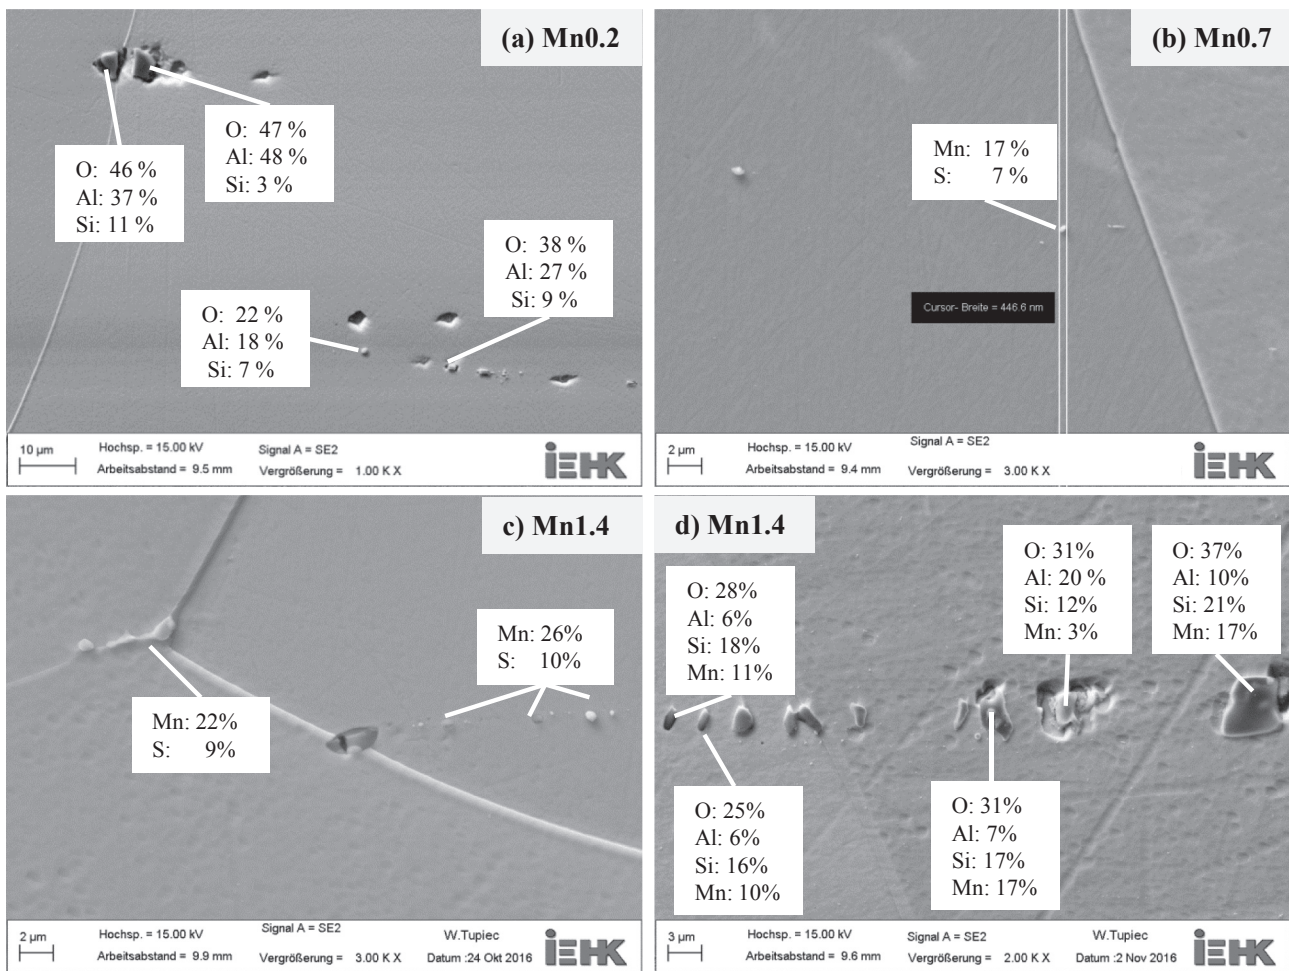 (a) Mn0.2
O: 47 %
Al: 48 %
Si: 3 %
O: 46 %
Al: 37 %
Si: 11 %
O: 38 %
Al: 27 %
Si: 9 %
O: 22 %
Al: 18 %
Si: 7 %
10 µm
Hochsp. = 15.00 kV
Signal A = SE2
Arbeitsabstand = 9.5 mm
Vergrößerung = 1.00 K X
iEHK
(b) Mn0.7
Mn: 17 %
S: 7 %
Cursor- Breite = 446.6 nm
2 µm
Hochsp. = 15.00 kV
Signal A = SE2
Arbeitsabstand = 9.4 mm
Vergrößerung = 3.00 K X
iEHK
c) Mn1.4
Mn: 26%
S: 10%
Mn: 22%
S: 9%
2 µm
Hochsp. = 15.00 kV
Signal A = SE2
W.Tupiec
Arbeitsabstand = 9.9 mm
Vergrößerung = 3.00 K X
Datum :24 Okt 2016
iEHK
d) Mn1.4
O: 31%
Al: 20 %
Si: 12%
Mn: 3%
O: 37%
Al: 10%
Si: 21%
Mn: 17%
O: 28%
Al: 6%
Si: 18%
Mn: 11%
O: 25%
Al: 6%
Si: 16%
Mn: 10%
O: 31%
Al: 7%
Si: 17%
Mn: 17%
3 µm
Hochsp. = 15.00 kV
Signal A = SE2
W.Tupiec
Arbeitsabstand = 9.6 mm
Vergrößerung = 2.00 K X
Datum :2 Nov 2016
iEHK